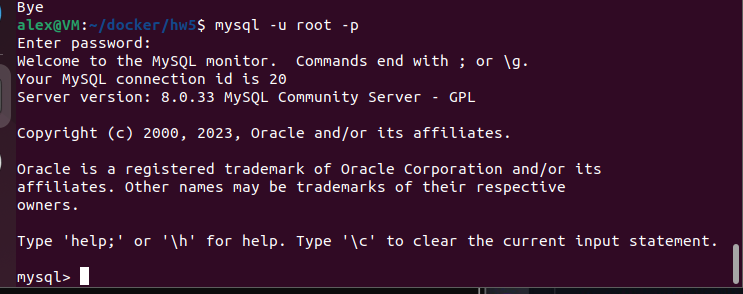 Bye
alex@VM:~/docker/hw5$ mysql -u root -p
Enter password:
Welcome to the MySQL monitor.  Commands end with ; or \g.
Your MySQL connection id is 20
Server version: 8.0.33 MySQL Community Server - GPL
Copyright (c) 2000, 2023, Oracle and/or its affiliates.
Oracle is a registered trademark of Oracle Corporation and/or its
affiliates. Other names may be trademarks of their respective
owners.
Type 'help;' or '\h' for help. Type '\c' to clear the current input statement.
mysql>